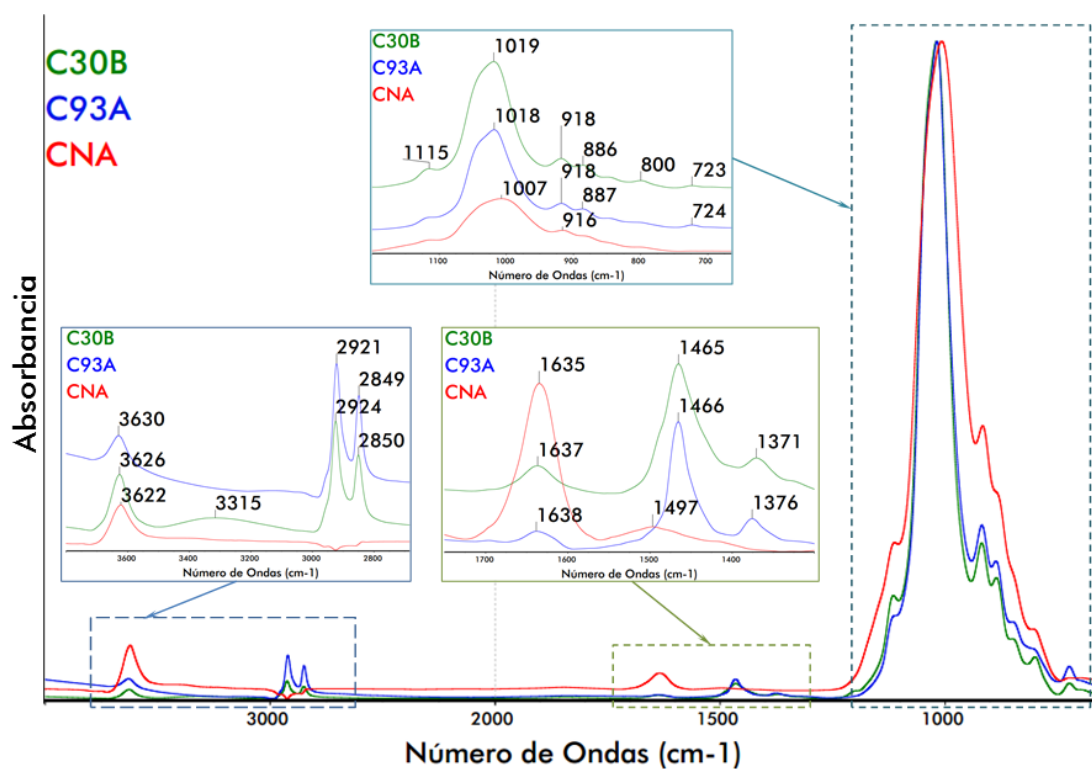 C30B
C93A
CNA
Absorbancia
C30B
C93A
CNA
1019
1018
1115
1007
918
886
918
887
916
800
723
724
1100 1000 900 800 700
Número de Ondas (cm-1)
C30B
C93A
CNA
3630
3626
3622
3315
2921
2849
2924
2850
3600 3400 3200 3000 2800
Número de Ondas (cm-1)
C30B
C93A
CNA
1635
1637
1638
1465
1466
1497
1371
1376
1700 1600 1500 1400
Número de Ondas (cm-1)
3000 2000 1500 1000
Número de Ondas (cm-1)